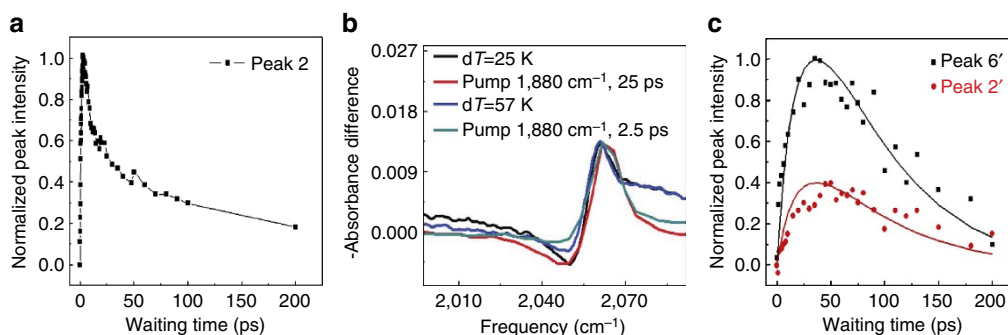 a
Normalized peak intensity
1.0
0.8
0.6
0.4
0.2
0.0
Peak 2
0 50 100 150 200
Waiting time (ps)
b
-Absorbance difference
0.027
0.018
0.009
0.000
dT=25 K
Pump 1,880 cm⁻¹, 25 ps
dT=57 K
Pump 1,880 cm⁻¹, 2.5 ps
2,010 2,040 2,070
Frequency (cm⁻¹)
c
Normalized peak intensity
1.0
0.8
0.6
0.4
0.2
0.0
Peak 6′
Peak 2′
0 50 100 150 200
Waiting time (ps)